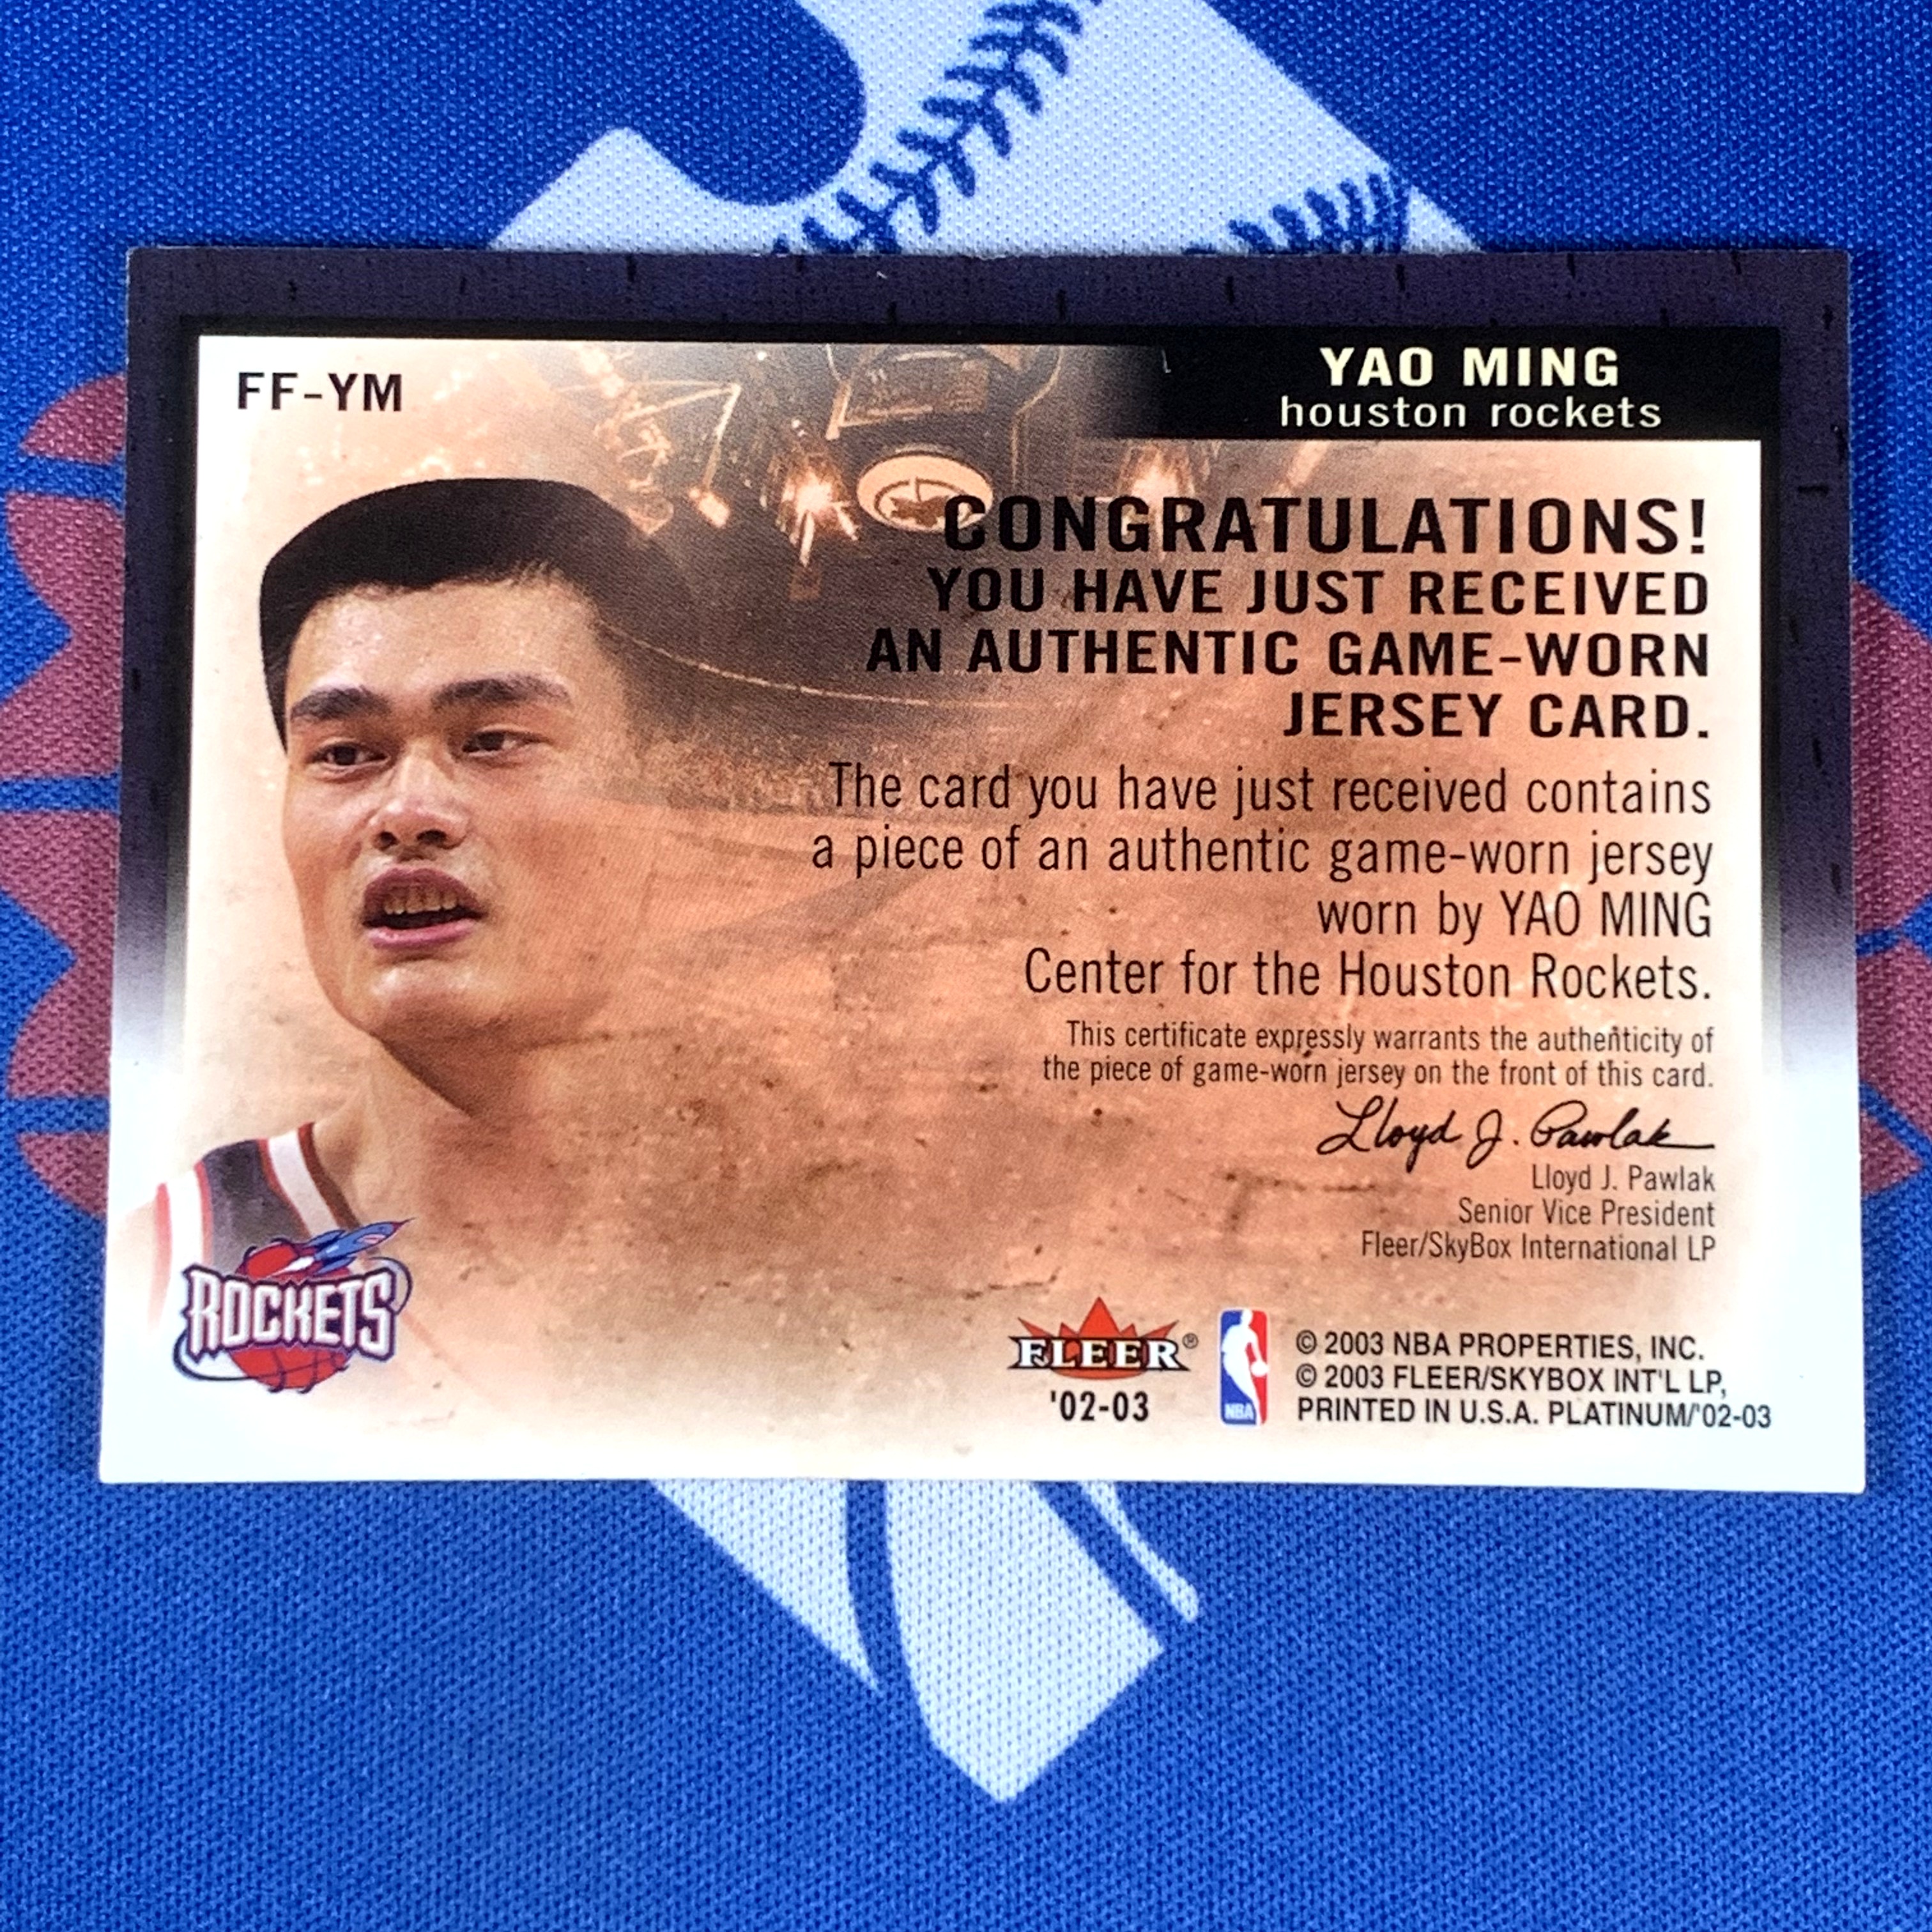 FF-YM
YAO MING
houston rockets
CONGRATULATIONS!
YOU HAVE JUST RECEIVED
AN AUTHENTIC GAME-WORN
JERSEY CARD.
The card you have just received contains
a piece of an authentic game-worn jersey
worn by YAO MING
Center for the Houston Rockets.
This certificate expressly warrants the authenticity of
the piece of game-worn jersey on the front of this card.
Lloyd J. Pawlak
Lloyd J. Pawlak
Senior Vice President
Fleer/SkyBox International LP
ROCKETS
FLEER®
'02-03
NBA
© 2003 NBA PROPERTIES, INC.
© 2003 FLEER/SKYBOX INT'L LP,
PRINTED IN U.S.A. PLATINUM/'02-03